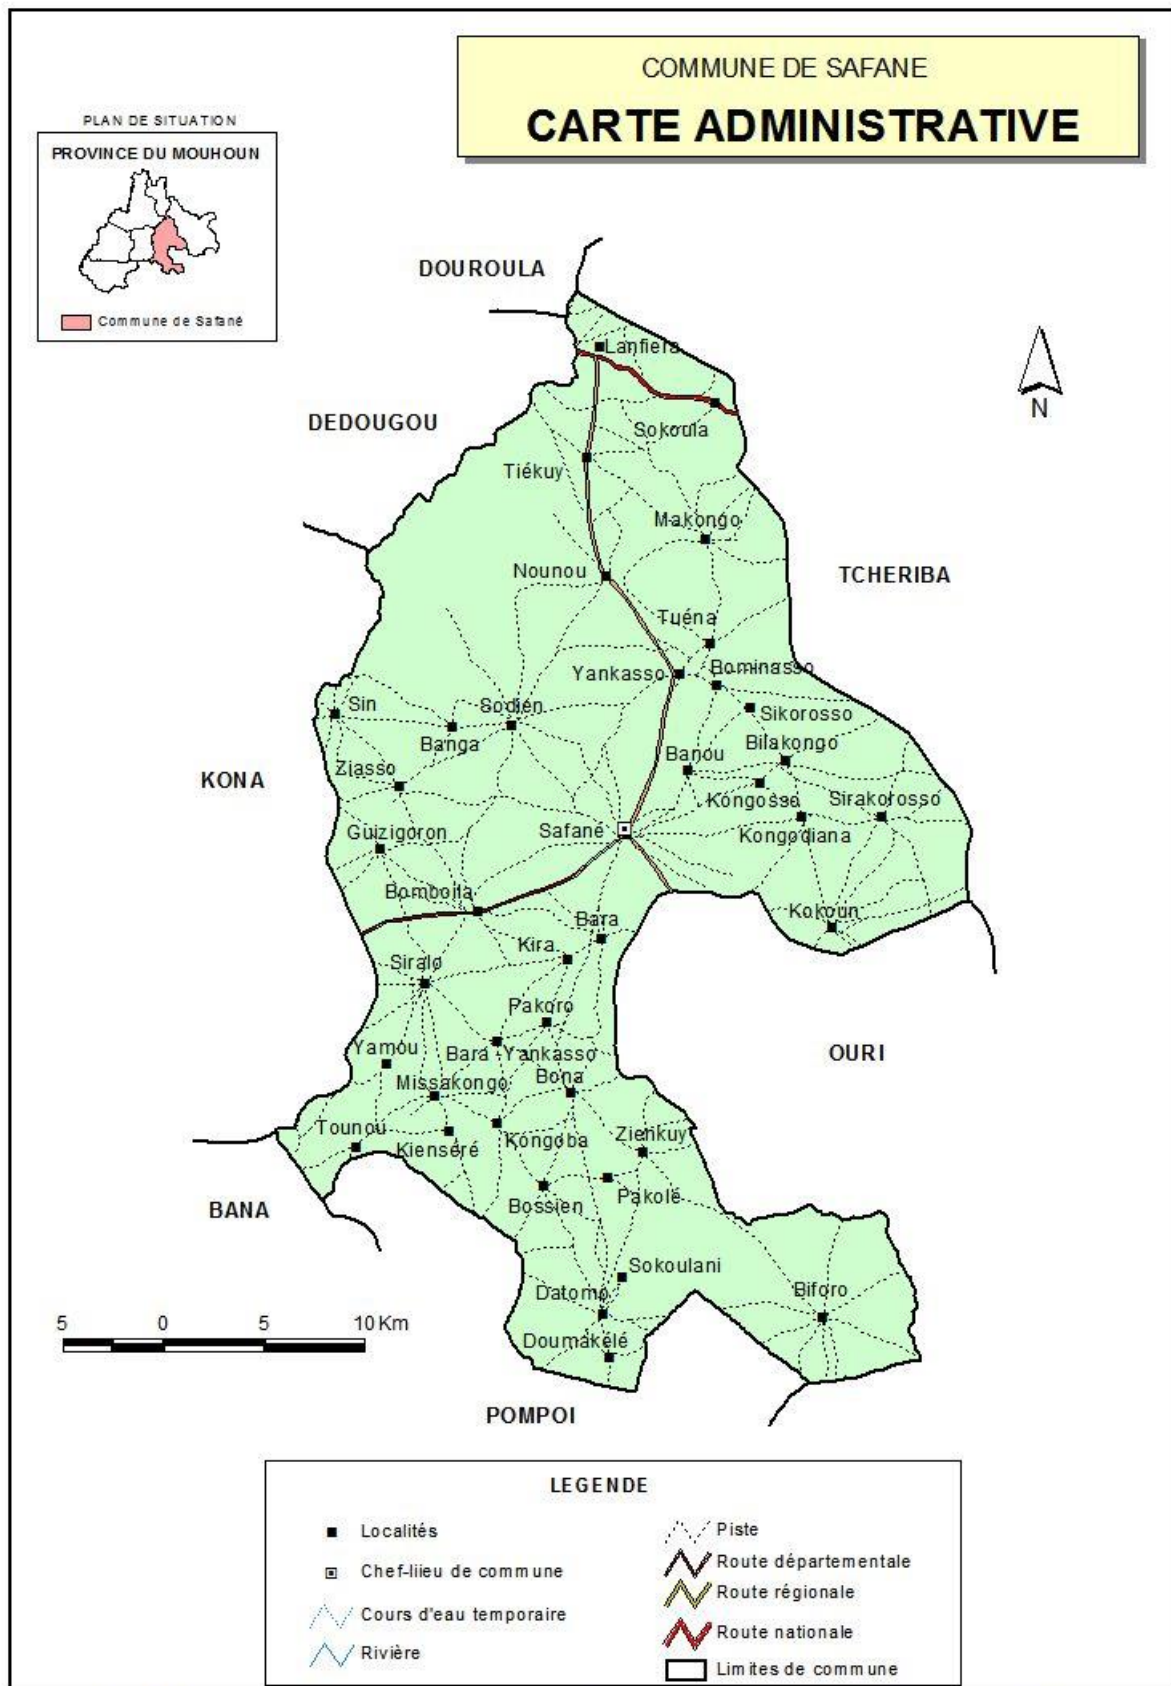 COMMUNE DE SAFANE
CARTE ADMINISTRATIVE
PLAN DE SITUATION
PROVINCE DU MOUHOUN
Commune de Safané
DOUROULA
Lanfiera
DEDOUGOU
Sokoula
Tiékuy
Makongo
Nounou
TCHERIBA
N
Tuéna
Yankasso
Bominasso
Sin
Sodien
Sikorosso
Banga
Banou
Bilakongo
KONA
Ziasso
Kongosso
Sirakorosso
Guizigoron
Safané
Kongodiana
Bomboila
Bara
Kokoun
Kira
Siralo
Pakoro
Yamou
Bara -Yankasso
OURI
Missakongo
Bona
Tounou
Kienséré
Kongoba
Zienkuy
BANA
Bossien
Pakolé
Sokoulani
Datomo
Biforo
5 0 5 10 Km
Doumakélé
POMPOI
LEGENDE
Localités
Chef-liieu de commune
Cours d'eau temporaire
Rivière
Piste
Route départementale
Route régionale
Route nationale
Limites de commune